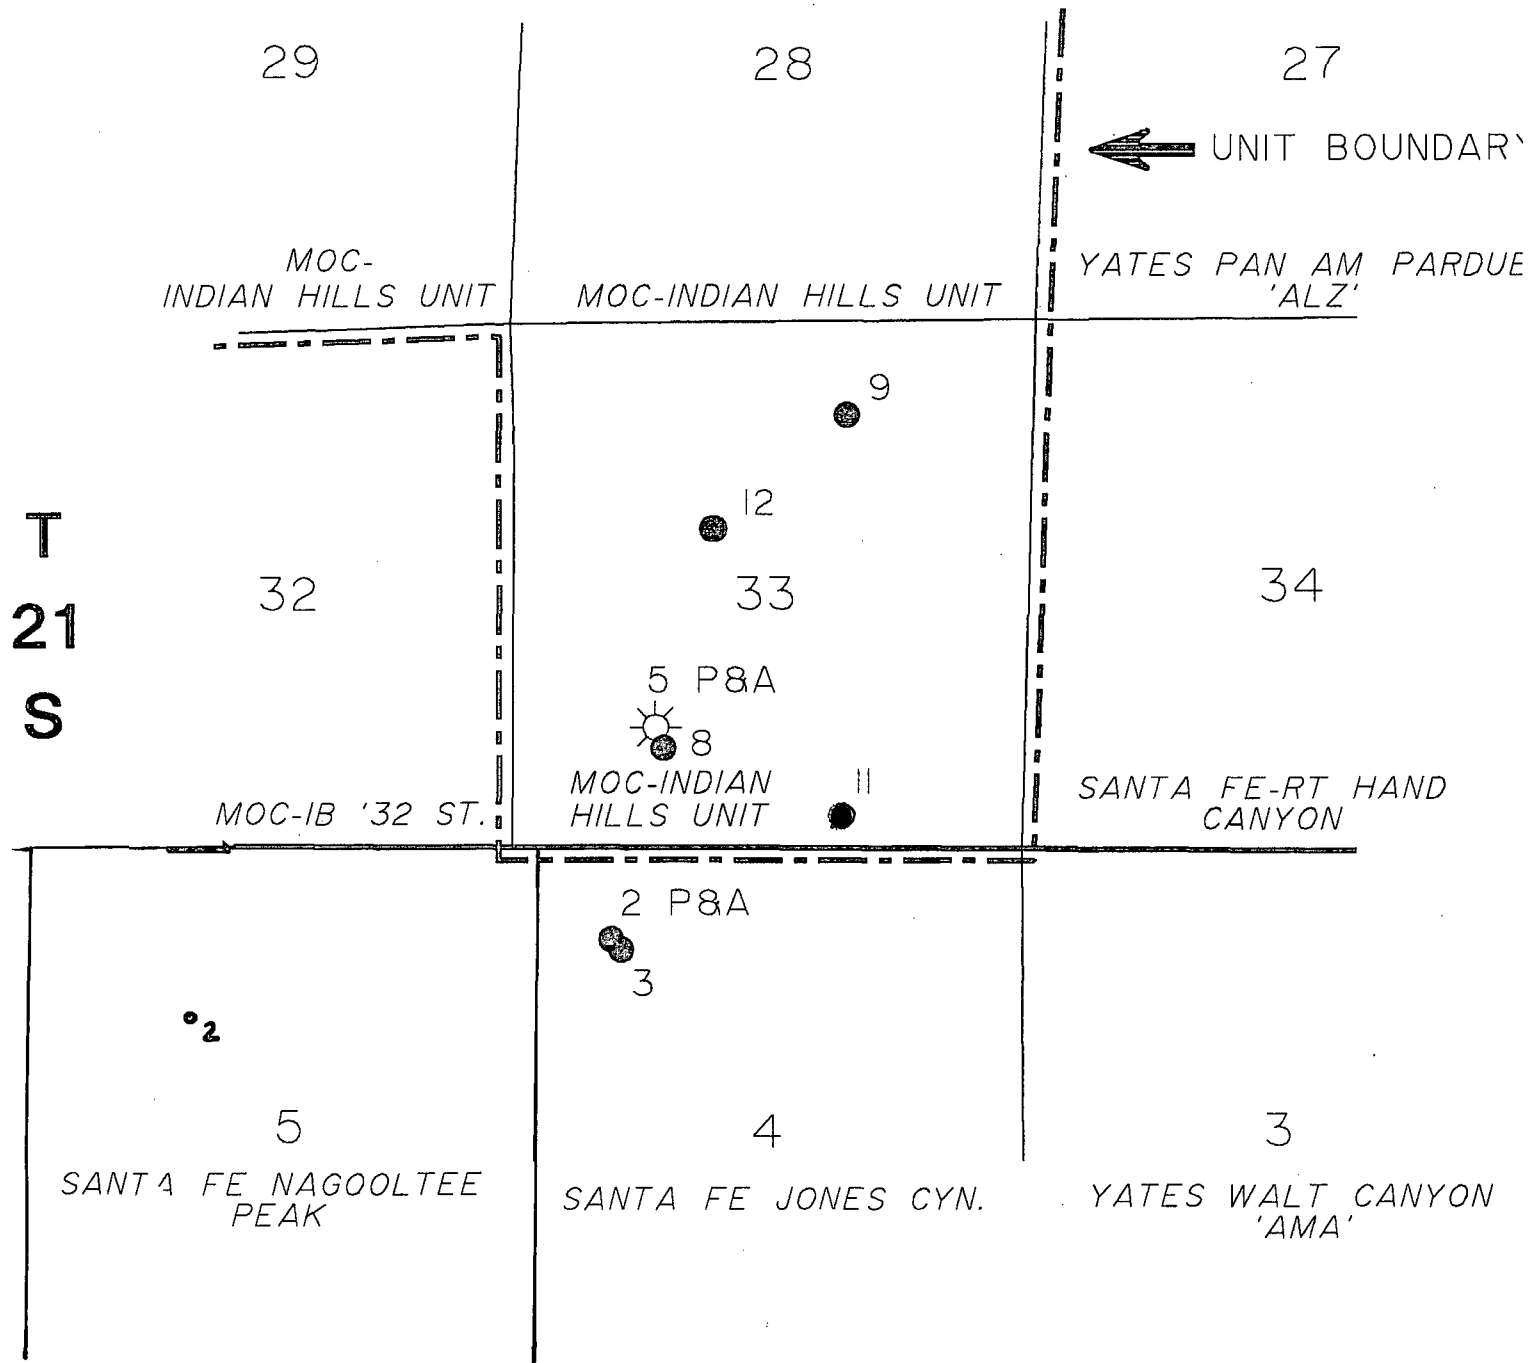 29
28
27
UNIT BOUNDARY
MOC-
INDIAN HILLS UNIT
MOC-INDIAN HILLS UNIT
YATES PAN AM PARDUE
'ALZ'
9
12
T
21
S
32
33
34
5 P&A
8
MOC-INDIAN
HILLS UNIT
11
MOC-IB '32 ST.
SANTA FE-RT HAND
CANYON
2 P&A
3
2
5
4
3
SANTA FE NAGOOLTEE
PEAK
SANTA FE JONES CYN.
YATES WALT CANYON
'AMA'